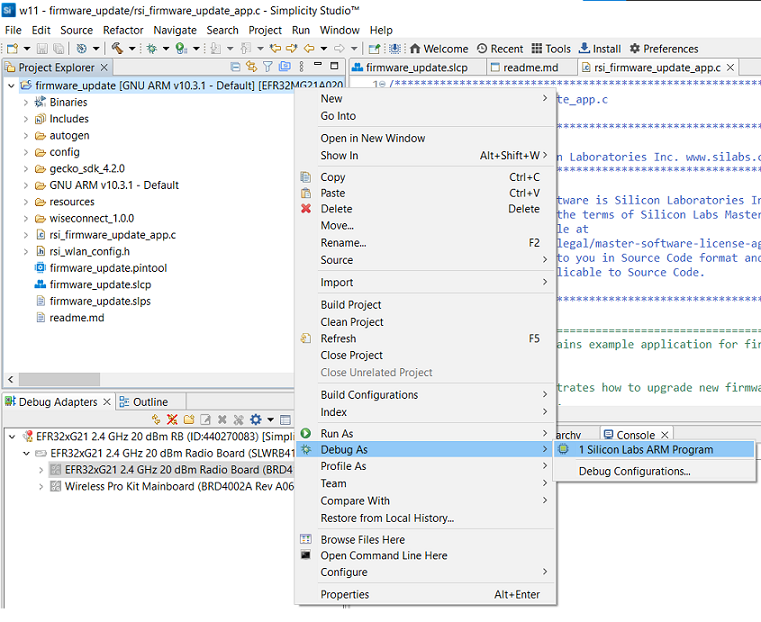 w11 - firmware_update/rsi_firmware_update_app.c - Simplicity Studio™
File Edit Source Refactor Navigate Search Project Run Window Help
Welcome Recent Tools Install Preferences
Project Explorer
firmware_update [GNU ARM v10.3.1 - Default] [EFR32MG21A020
Binaries
Includes
autogen
config
gecko_sdk_4.2.0
GNU ARM v10.3.1 - Default
resources
wiseconnect_1.0.0
rsi_firmware_update_app.c
rsi_wlan_config.h
firmware_update.pintool
firmware_update.slcp
firmware_update.slps
readme.md
Debug Adapters Outline
EFR32xG21 2.4 GHz 20 dBm RB (ID:440270083) [Simpli
EFR32xG21 2.4 GHz 20 dBm Radio Board (SLWRB41
EFR32xG21 2.4 GHz 20 dBm Radio Board (BRD4
Wireless Pro Kit Mainboard (BRD4002A Rev A06
New
Go Into
Open in New Window
Show In Alt+Shift+W
Copy Ctrl+C
Paste Ctrl+V
Delete Delete
Move...
Rename... F2
Source
Import
Build Project
Clean Project
Refresh F5
Close Project
Close Unrelated Project
Build Configurations
Index
Run As
Debug As
Profile As
Team
Compare With
Restore from Local History...
Browse Files Here
Open Command Line Here
Configure
Properties Alt+Enter
1 Silicon Labs ARM Program
Debug Configurations...
firmware_update.slcp readme.md rsi_firmware_update_app.c
1 /******************************************************
te_app.c
n Laboratories Inc. www.silabs.c
tware is Silicon Laboratories In
the terms of Silicon Labs Master
le at
legal/master-software-license-ag
to you in Source Code format and
licable to Source Code.
ains example application for fir
trates how to upgrade new firmwa
archy Console